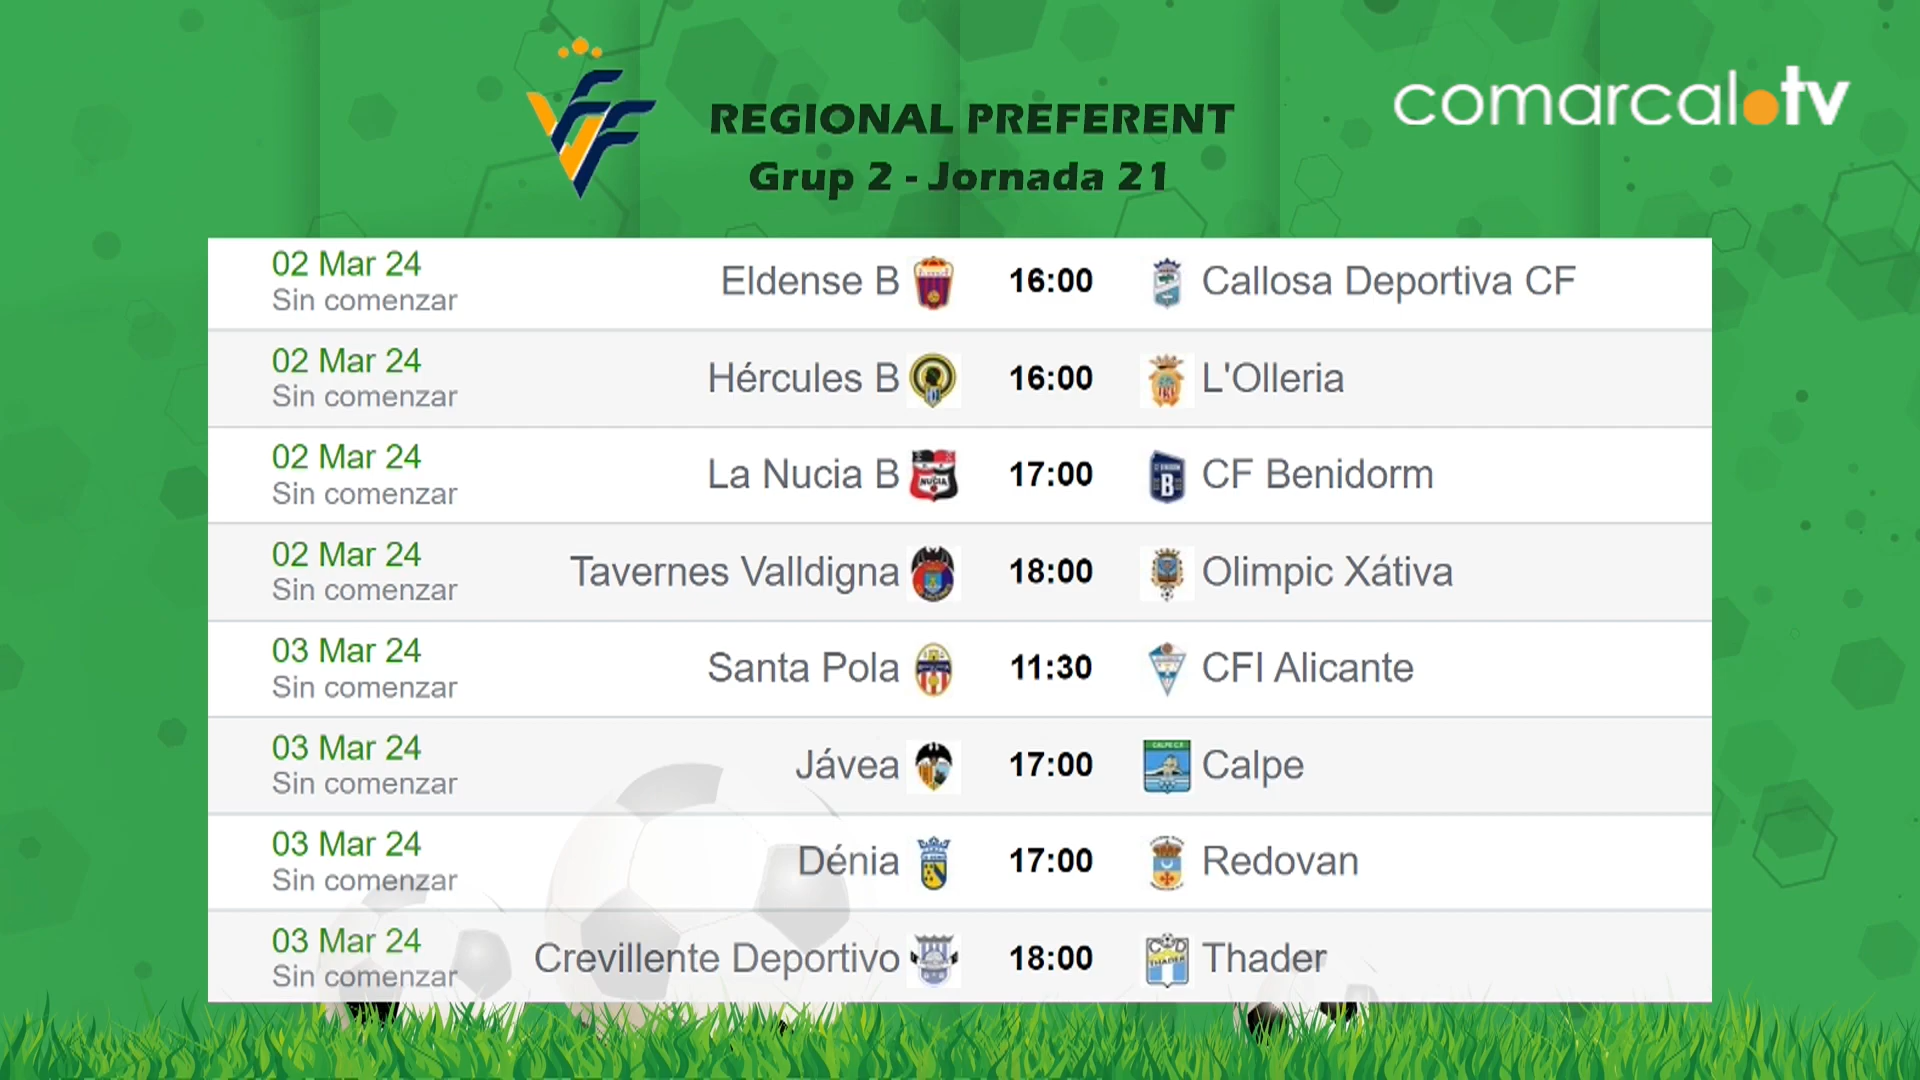 comarcal.tv
REGIONAL PREFERENT
Grup 2 - Jornada 21
02 Mar 24
Sin comenzar
Eldense B 16:00 Callosa Deportiva CF
02 Mar 24
Sin comenzar
Hércules B 16:00 L'Olleria
02 Mar 24
Sin comenzar
La Nucia B 17:00 CF Benidorm
02 Mar 24
Sin comenzar
Tavernes Valldigna 18:00 Olimpic Xátiva
03 Mar 24
Sin comenzar
Santa Pola 11:30 CFI Alicante
03 Mar 24
Sin comenzar
Jávea 17:00 Calpe
03 Mar 24
Sin comenzar
Dénia 17:00 Redovan
03 Mar 24
Sin comenzar
Crevillente Deportivo 18:00 Thader